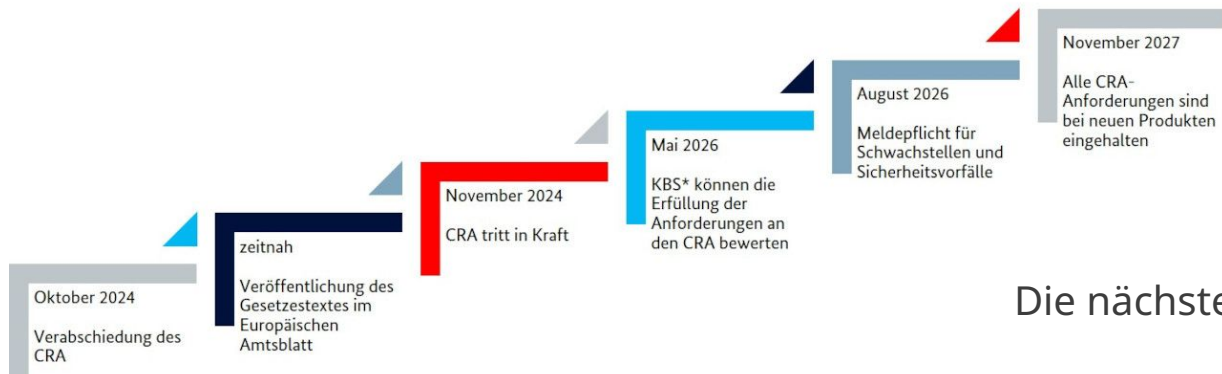 Oktober 2024
Verabschiedung des
CRA
zeitnah
Veröffentlichung des
Gesetzestextes im
Europäischen
Amtsblatt
November 2024
CRA tritt in Kraft
Mai 2026
KBS* können die
Erfüllung der
Anforderungen an
den CRA bewerten
August 2026
Meldepflicht für
Schwachstellen und
Sicherheitsvorfälle
November 2027
Alle CRA-
Anforderungen sind
bei neuen Produkten
eingehalten
Die nächste